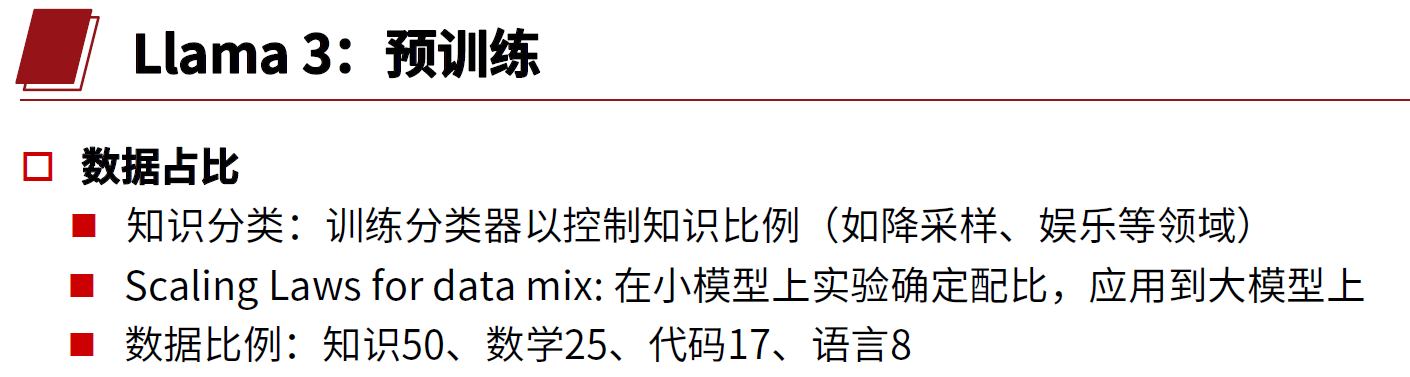 Llama 3：预训练
数据占比
知识分类：训练分类器以控制知识比例（如降采样、娱乐等领域）
Scaling Laws for data mix: 在小模型上实验确定配比，应用到大模型上
数据比例：知识50、数学25、代码17、语言8